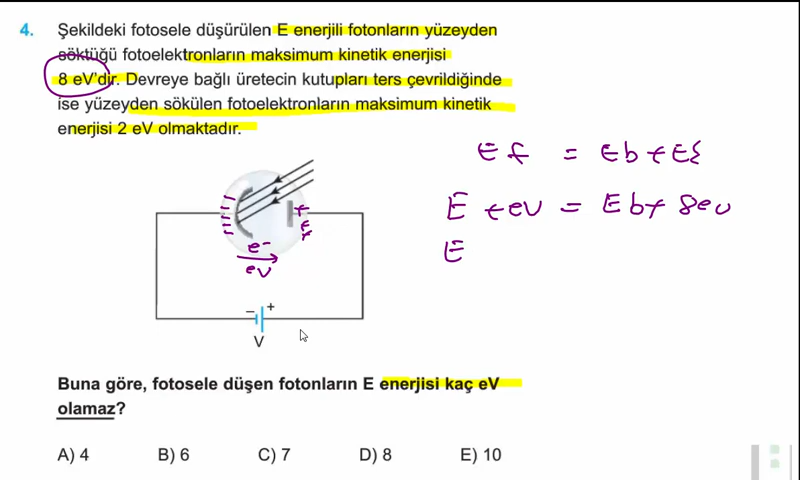 4. Şekildeki fotosele düşürülen E enerjili fotonların yüzeyden
söktüğü fotoelektronların maksimum kinetik enerjisi
8 eV'dir. Devreye bağlı üretecin kutupları ters çevrildiğinde
ise yüzeyden sökülen fotoelektronların maksimum kinetik
enerjisi 2 eV olmaktadır.
Ef = Eb + Eξ
E + eV = Eb + 8eV
E
e-
eV
- +
V
Buna göre, fotosele düşen fotonların E enerjisi kaç eV
olamaz?
A) 4 B) 6 C) 7 D) 8 E) 10